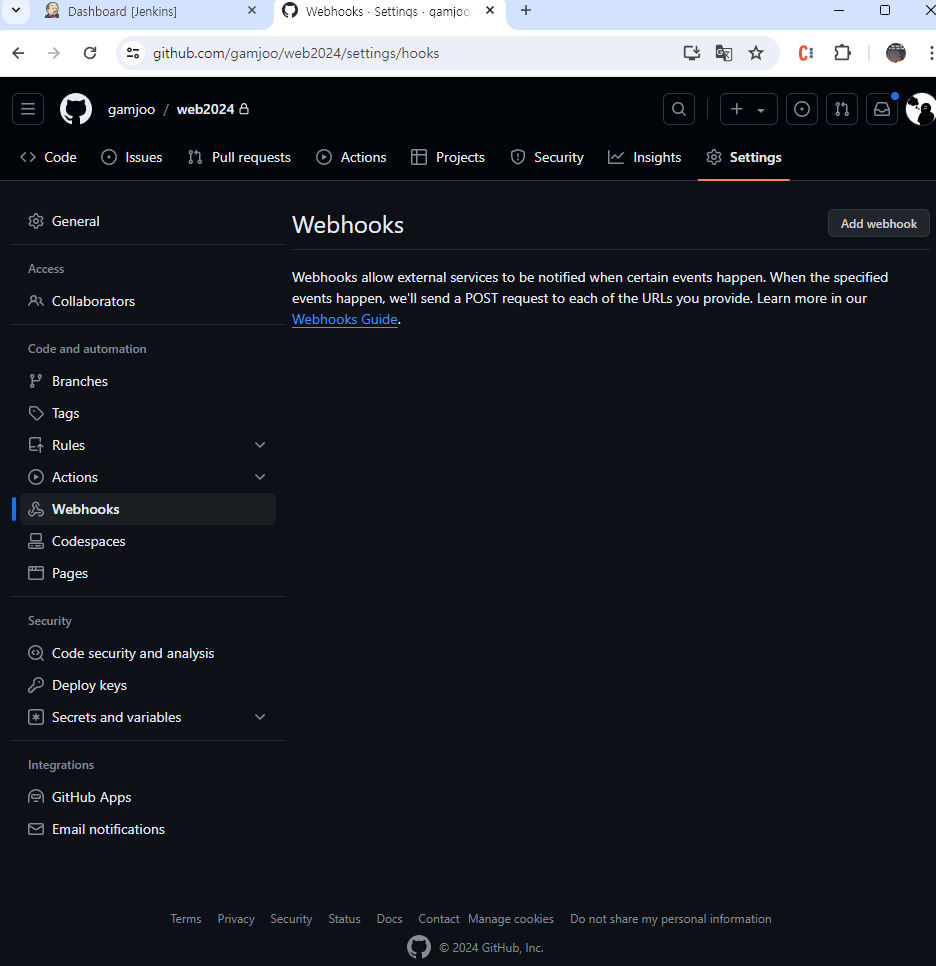 Dashboard [Jenkins]
Webhooks · Settings · gamjoo/
github.com/gamjoo/web2024/settings/hooks
gamjoo / web2024
Code
Issues
Pull requests
Actions
Projects
Security
Insights
Settings
General
Access
Collaborators
Code and automation
Branches
Tags
Rules
Actions
Webhooks
Codespaces
Pages
Security
Code security and analysis
Deploy keys
Secrets and variables
Integrations
GitHub Apps
Email notifications
Webhooks
Add webhook
Webhooks allow external services to be notified when certain events happen. When the specified
events happen, we'll send a POST request to each of the URLs you provide. Learn more in our
Webhooks Guide.
Terms Privacy Security Status Docs Contact Manage cookies Do not share my personal information
© 2024 GitHub, Inc.